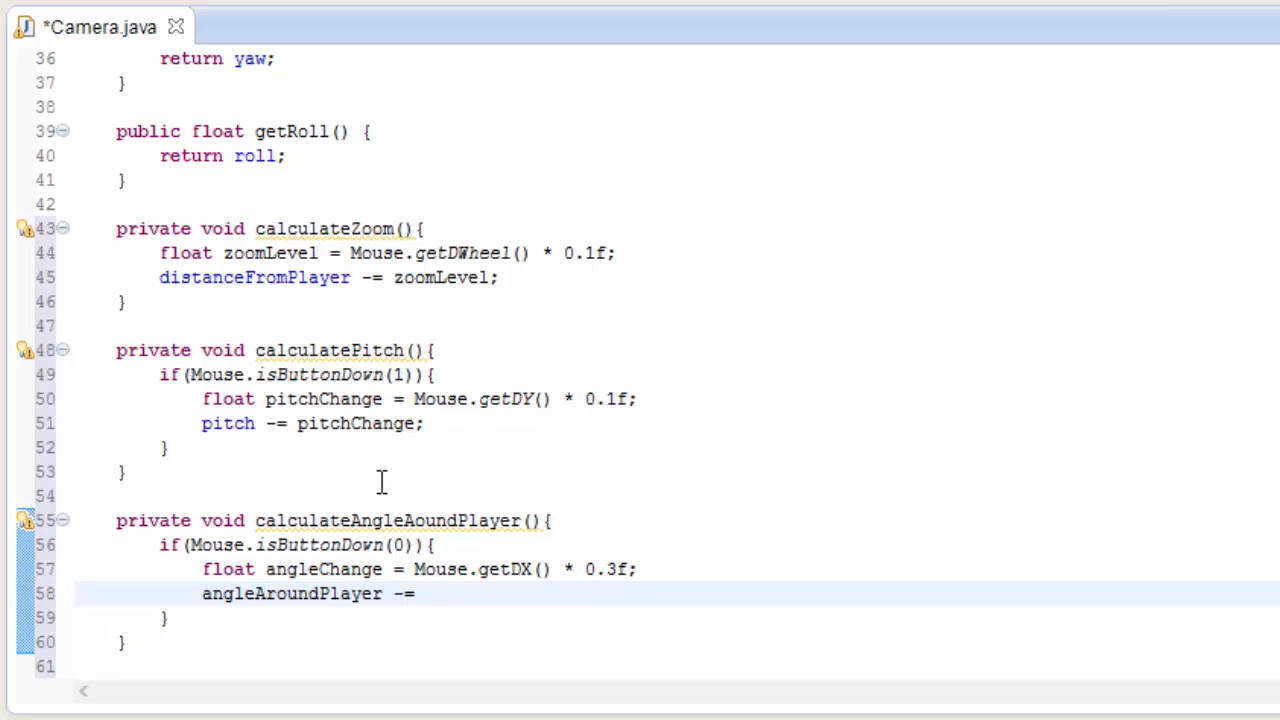 *Camera.java
36 return yaw;
37 }
38
39 public float getRoll() {
40 return roll;
41 }
42
43 private void calculateZoom(){
44 float zoomLevel = Mouse.getDWheel() * 0.1f;
45 distanceFromPlayer -= zoomLevel;
46 }
47
48 private void calculatePitch(){
49 if(Mouse.isButtonDown(1)){
50 float pitchChange = Mouse.getDY() * 0.1f;
51 pitch -= pitchChange;
52 }
53 }
54
55 private void calculateAngleAoundPlayer(){
56 if(Mouse.isButtonDown(0)){
57 float angleChange = Mouse.getDX() * 0.3f;
58 angleAroundPlayer -=
59 }
60 }
61